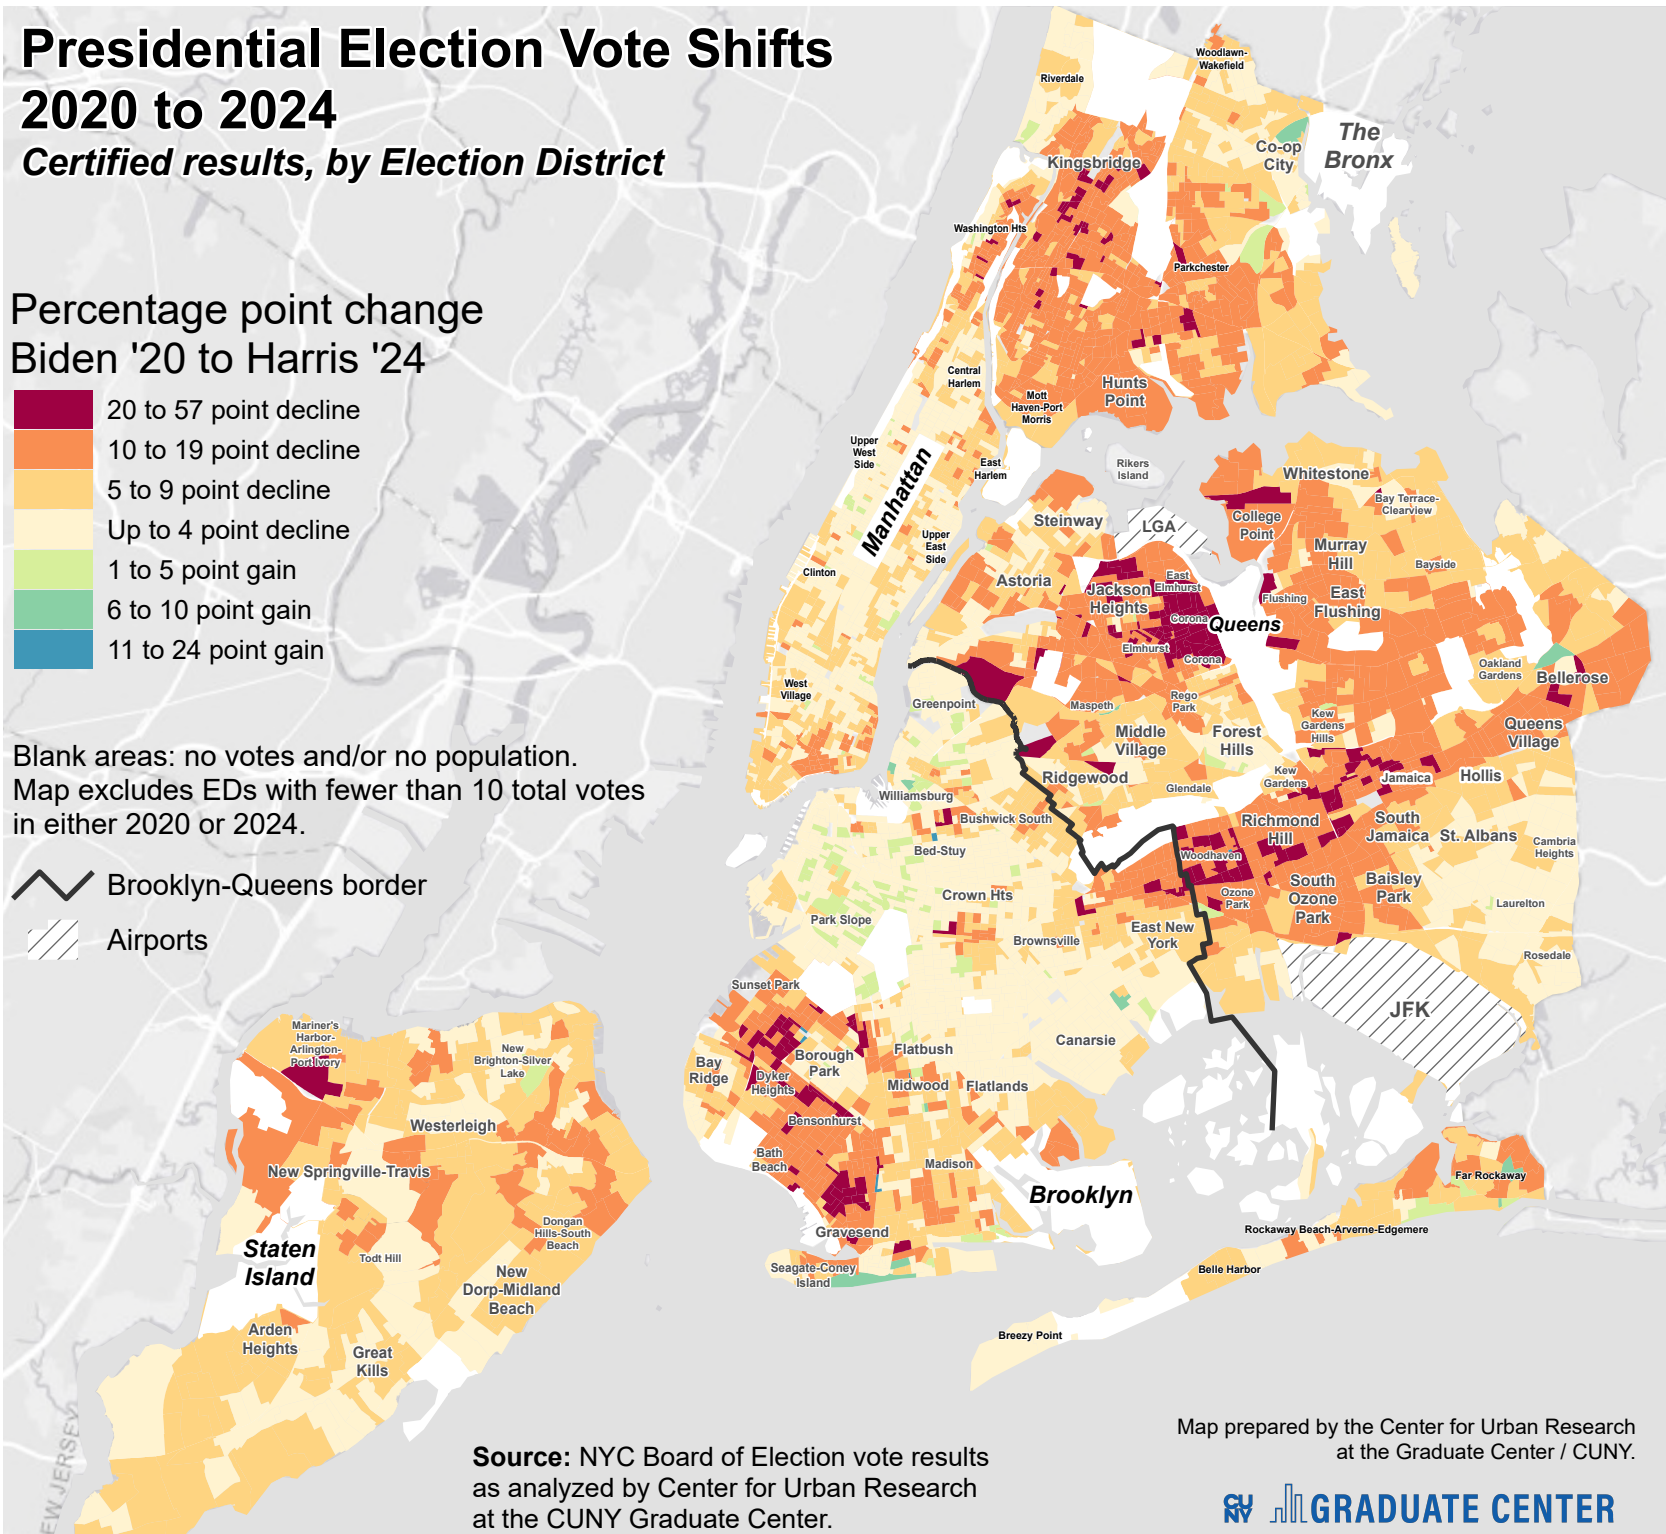 Presidential Election Vote Shifts
2020 to 2024
Certified results, by Election District
Percentage point change
Biden '20 to Harris '24
20 to 57 point decline
10 to 19 point decline
5 to 9 point decline
Up to 4 point decline
1 to 5 point gain
6 to 10 point gain
11 to 24 point gain
Blank areas: no votes and/or no population.
Map excludes EDs with fewer than 10 total votes
in either 2020 or 2024.
Brooklyn-Queens border
Airports
Riverdale
Woodlawn-
Wakefield
The
Bronx
Co-op
City
Kingsbridge
Washington Hts
Parkchester
Central
Harlem
Mott
Haven-Port
Morris
Hunts
Point
Upper
West
Side
Manhattan
East
Harlem
Rikers
Island
Upper
East
Side
Clinton
West
Village
Whitestone
Bay Terrace-
Clearview
College
Point
Steinway
LGA
Murray
Hill
Bayside
Astoria
Jackson
Heights
East
Elmhurst
Flushing
East
Flushing
Corona
Queens
Elmhurst
Corona
Oakland
Gardens
Bellerose
Greenpoint
Maspeth
Rego
Park
Kew
Gardens
Hills
Queens
Village
Middle
Village
Forest
Hills
Ridgewood
Kew
Gardens
Jamaica
Hollis
Glendale
Williamsburg
Bushwick South
Richmond
Hill
South
Jamaica
St. Albans
Cambria
Heights
Bed-Stuy
Woodhaven
Crown Hts
Ozone
Park
South
Ozone
Park
Baisley
Park
Laurelton
Park Slope
Brownsville
East New
York
Rosedale
Sunset Park
JFK
Canarsie
Borough
Park
Flatbush
Bay
Ridge
Dyker
Heights
Midwood
Flatlands
Bensonhurst
Bath
Beach
Madison
Brooklyn
Gravesend
Seagate-Coney
Island
Far Rockaway
Rockaway Beach-Arverne-Edgemere
Belle Harbor
Breezy Point
Mariner's
Harbor-
Arlington-
Port Ivory
New
Brighton-Silver
Lake
Westerleigh
New Springville-Travis
Staten
Island
Todt Hill
Dongan
Hills-South
Beach
New
Dorp-Midland
Beach
Arden
Heights
Great
Kills
EW JERSEY
Source: NYC Board of Election vote results
as analyzed by Center for Urban Research
at the CUNY Graduate Center.
Map prepared by the Center for Urban Research
at the Graduate Center / CUNY.
CU
NY
GRADUATE CENTER